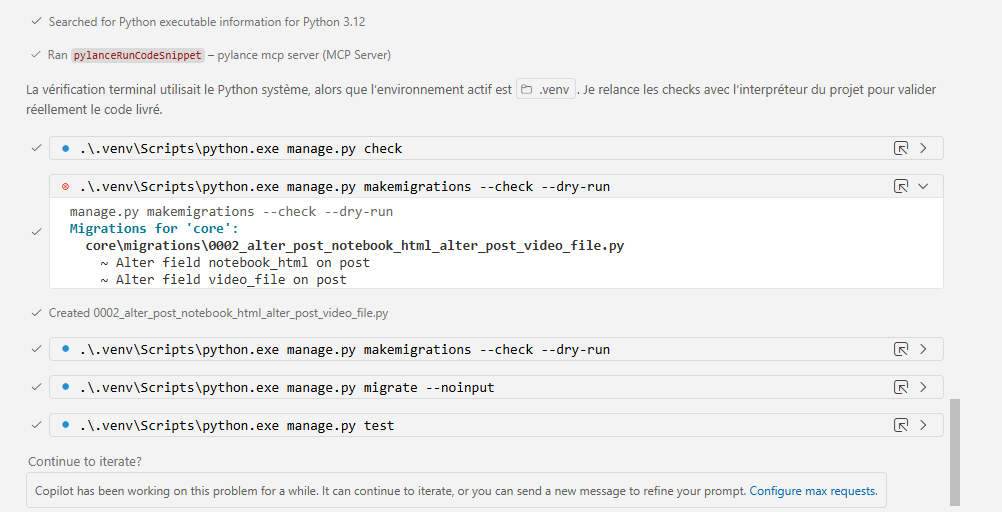 Searched for Python executable information for Python 3.12
Ran pylanceRunCodeSnippet – pylance mcp server (MCP Server)
La vérification terminal utilisait le Python système, alors que l'environnement actif est .venv. Je relance les checks avec l'interpréteur du projet pour valider
réellement le code livré.
.\.venv\Scripts\python.exe manage.py check
.\.venv\Scripts\python.exe manage.py makemigrations --check --dry-run
manage.py makemigrations --check --dry-run
Migrations for 'core':
core\migrations\0002_alter_post_notebook_html_alter_post_video_file.py
~ Alter field notebook_html on post
~ Alter field video_file on post
Created 0002_alter_post_notebook_html_alter_post_video_file.py
.\.venv\Scripts\python.exe manage.py makemigrations --check --dry-run
.\.venv\Scripts\python.exe manage.py migrate --noinput
.\.venv\Scripts\python.exe manage.py test
Continue to iterate?
Copilot has been working on this problem for a while. It can continue to iterate, or you can send a new message to refine your prompt. Configure max requests.